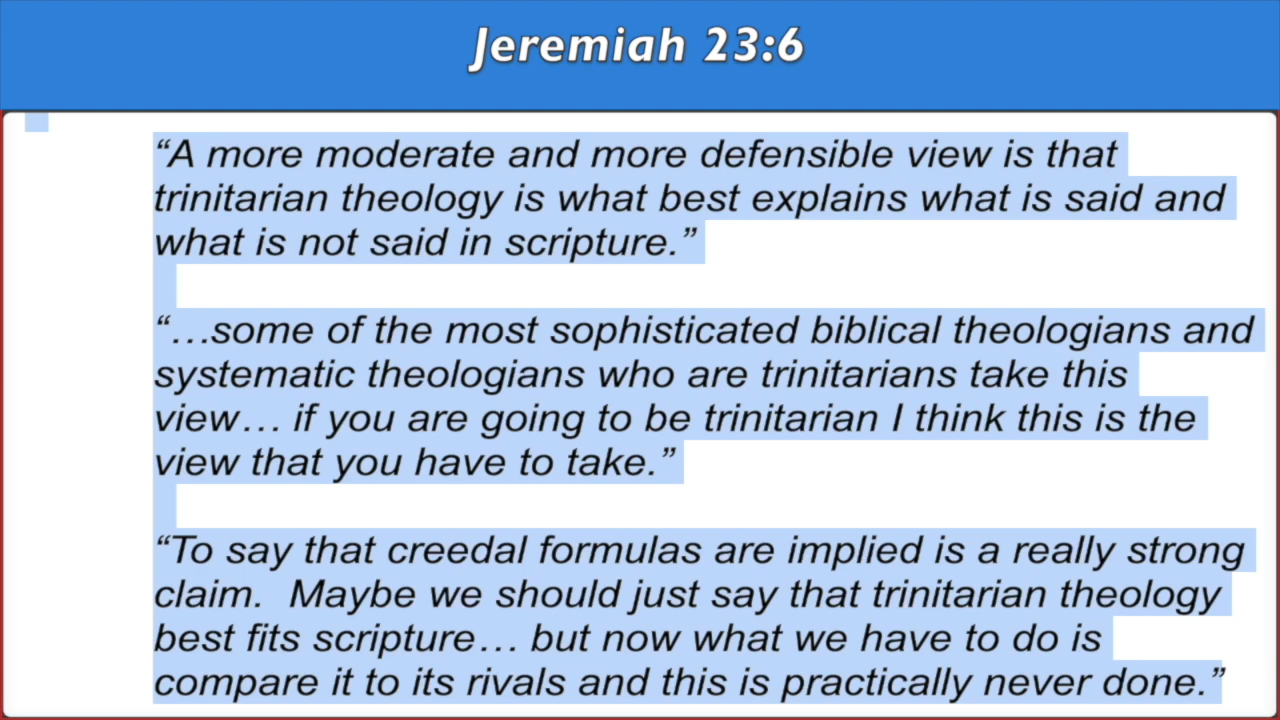 Jeremiah 23:6
“A more moderate and more defensible view is that
trinitarian theology is what best explains what is said and
what is not said in scripture.”
“…some of the most sophisticated biblical theologians and
systematic theologians who are trinitarians take this
view… if you are going to be trinitarian I think this is the
view that you have to take.”
“To say that creedal formulas are implied is a really strong
claim.  Maybe we should just say that trinitarian theology
best fits scripture… but now what we have to do is
compare it to its rivals and this is practically never done.”